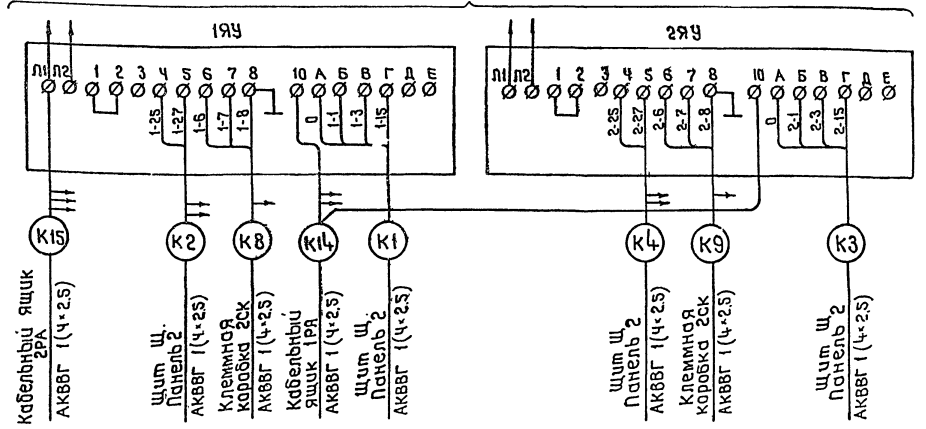 1ЯУ
2ЯУ
Л1 Л2 1 2 3 4 5 6 7 8 10 А Б В Г Д Е
Л1 Л2 1 2 3 4 5 6 7 8 10 А Б В Г Д Е
1-25 1-27 1-6 1-7 1-8 0 1-1 1-3 1-15
2-25 2-27 2-6 2-7 2-8 0 2-1 2-3 2-15
К15 К2 К8 К14 К1 К4 К9 К3
Кабельный ящик
2РА
АКВВГ 1(4×2,5)
Щит Щ.
Панель 2
АКВВГ 1(4×2,5)
Клеммная
коробка 2СК
АКВВГ 1(4×2,5)
Кабельный
ящик 1РА
АКВВГ 1(4×2,5)
Щит Щ.
Панель 2
АКВВГ 1(4×2,5)
Щит Щ.
Панель 2
АКВВГ 1(4×2,5)
Клеммная
коробка 2СК
АКВВГ 1(4×2,5)
Щит Щ
Панель 2
АКВВГ 1(4×2,5)